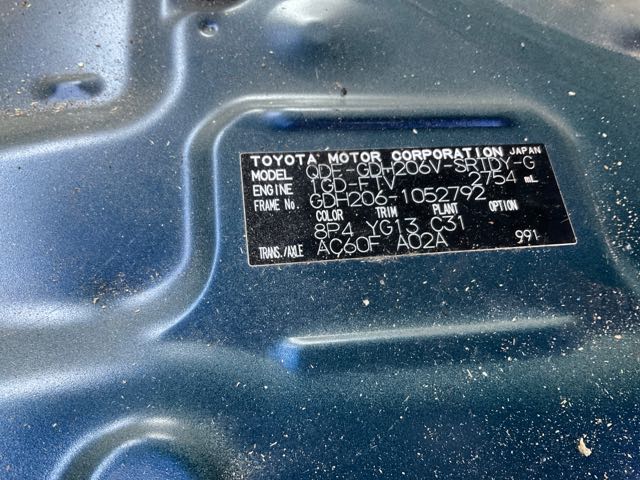 TOYOTA MOTOR CORPORATION JAPAN
MODEL QDF-GDH206V-SRTDY-G
ENGINE 1GD-FTV 2754 mL
FRAME No. GDH206-1052792
COLOR TRIM PLANT OPTION
8P4 YG13 C31
TRANS./AXLE AC60F A02A 991